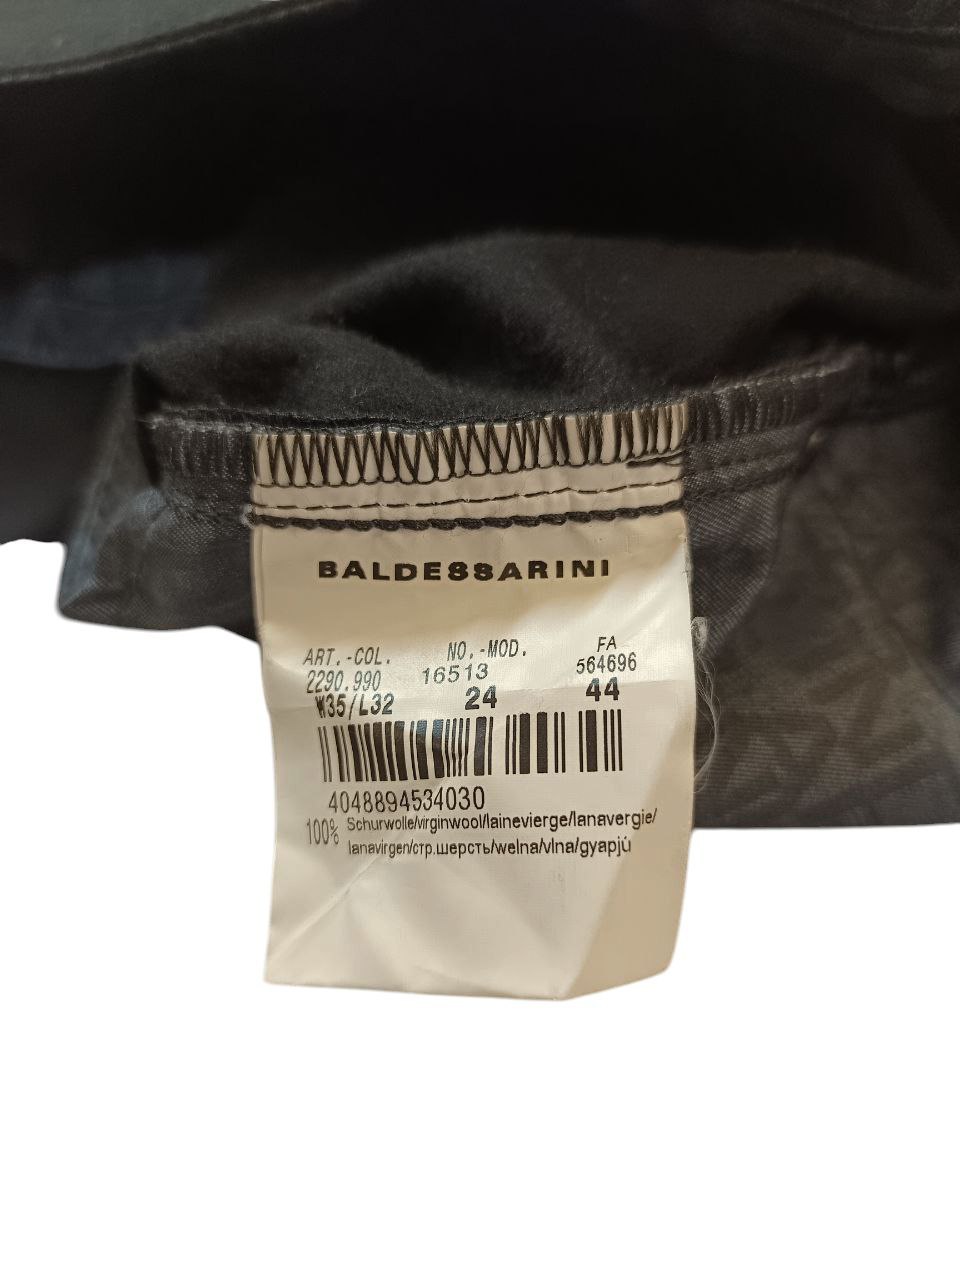 BALDESSARINI
ART.-COL. NO.-MOD. FA
2290.990 16513 564696
W35/L32 24 44
4048894534030
100% Schurwolle/virginwool/lainevierge/lanavergie/
lanavirgen/стр.шерсть/welna/vlna/gyapjú